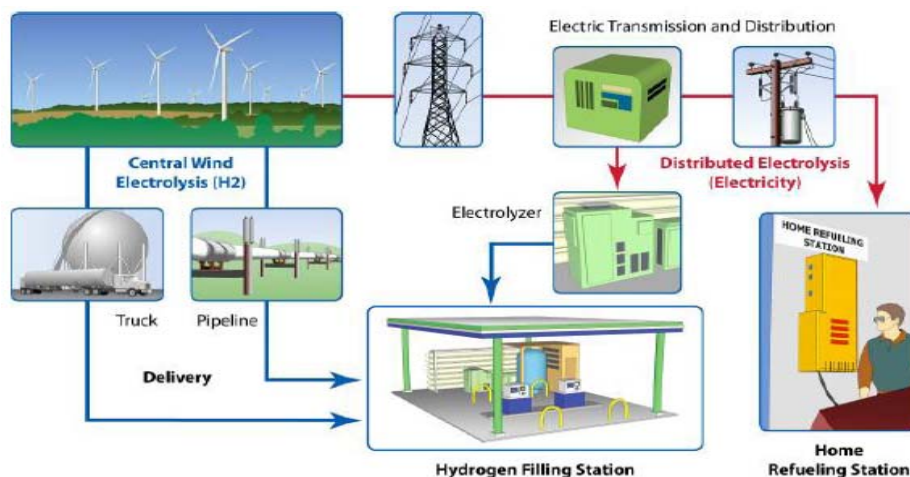 Electric Transmission and Distribution
Central Wind
Electrolysis (H2)
Distributed Electrolysis
(Electricity)
Electrolyzer
HOME REFUELING
STATION
Truck
Pipeline
Delivery
Hydrogen Filling Station
Home
Refueling Station